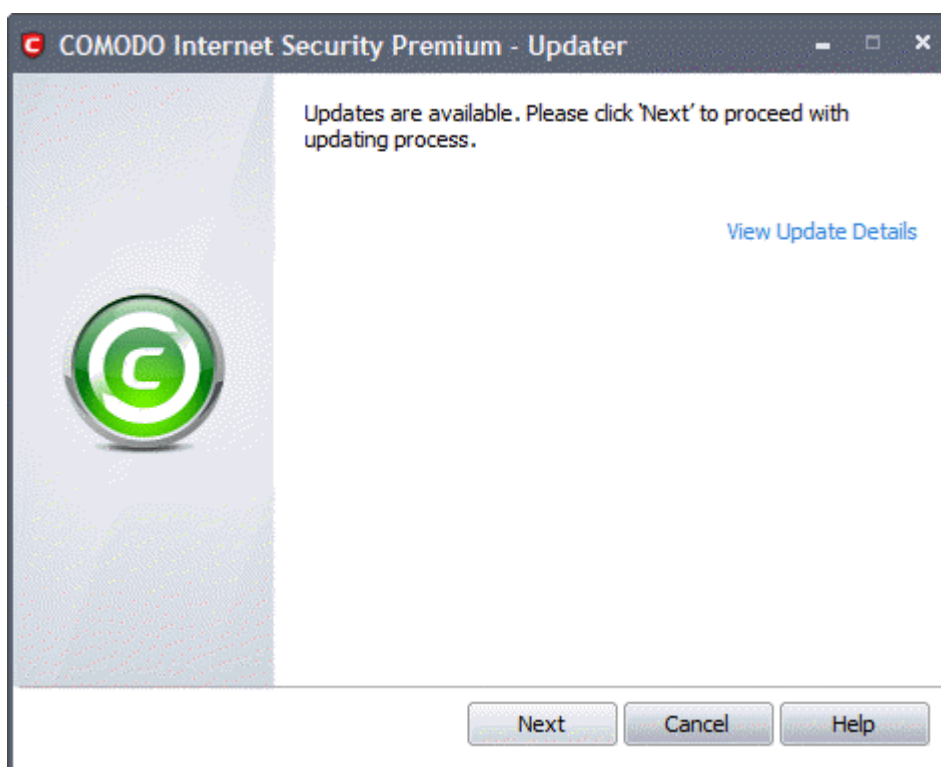 COMODO Internet Security Premium - Updater
Updates are available. Please click 'Next' to proceed with
updating process.
View Update Details
Next
Cancel
Help